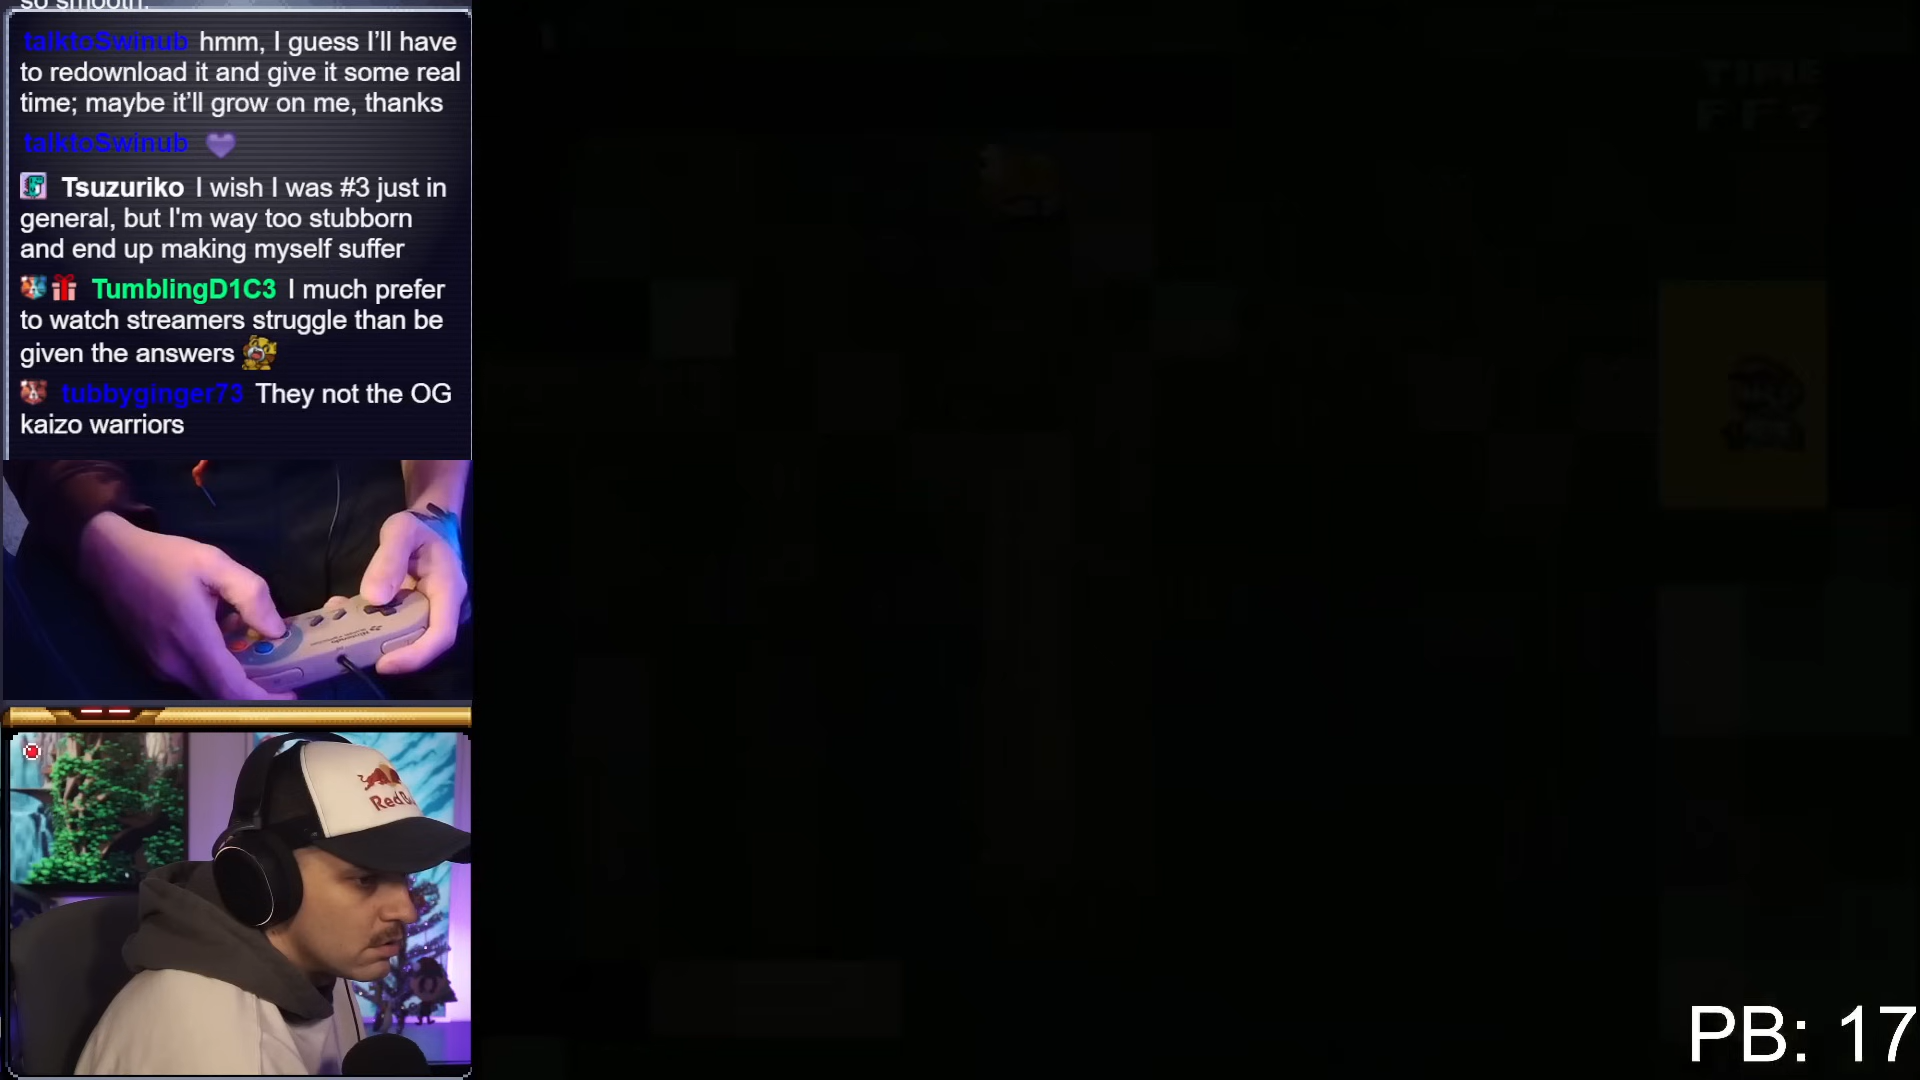 so smooth.
talktoSwinub hmm, I guess I'll have
to redownload it and give it some real
time; maybe it'll grow on me, thanks
talktoSwinub
Tsuzuriko I wish I was #3 just in
general, but I'm way too stubborn
and end up making myself suffer
TumblingD1C3 I much prefer
to watch streamers struggle than be
given the answers
tubbyginger73 They not the OG
kaizo warriors
TIME
PB: 17